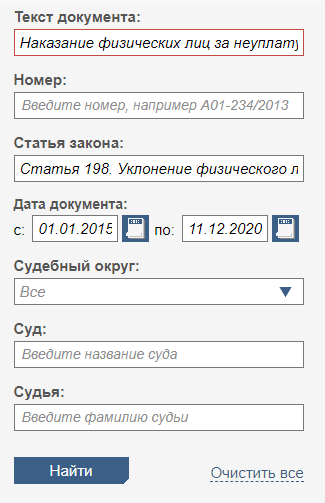 Текст документа:
Наказание физических лиц за неуплату
Номер:
Введите номер, например А01-234/2013
Статья закона:
Статья 198. Уклонение физического л
Дата документа:
с: 01.01.2015 по: 11.12.2020
Судебный округ:
Все
Суд:
Введите название суда
Судья:
Введите фамилию судьи
Найти
Очистить все